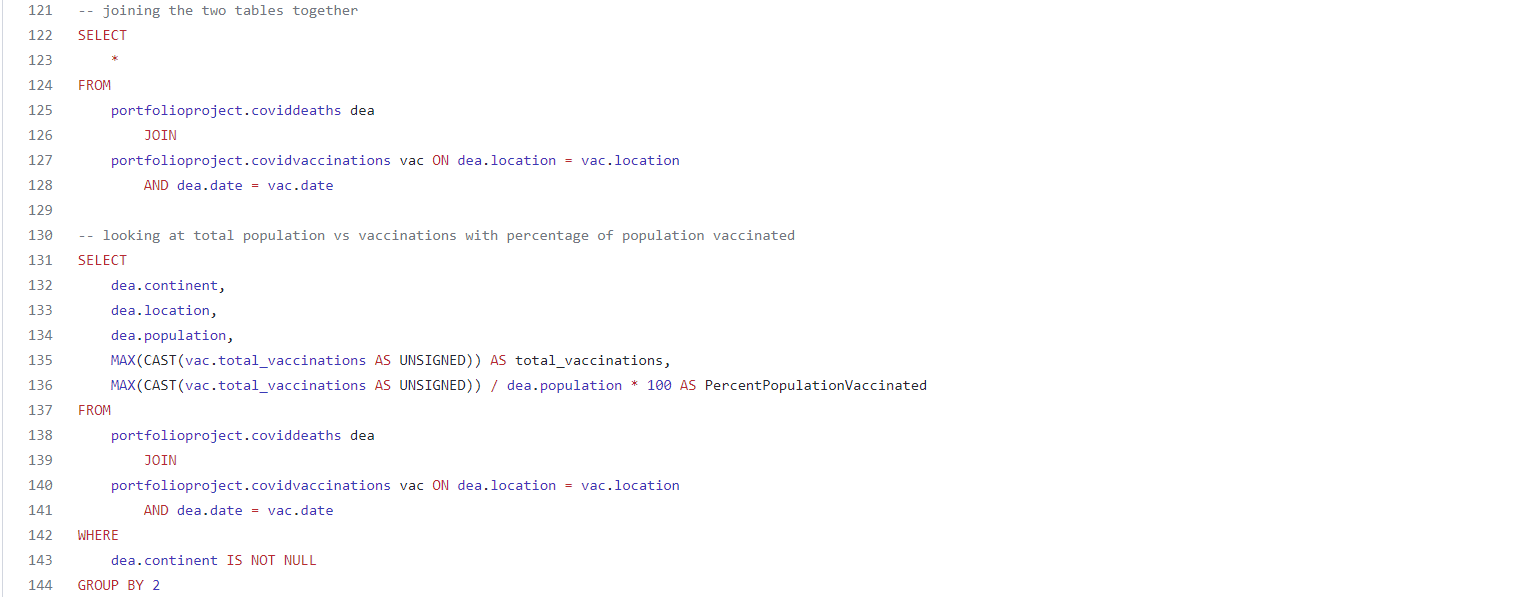 121 -- joining the two tables together
122 SELECT
123 *
124 FROM
125 portfolioproject.coviddeaths dea
126 JOIN
127 portfolioproject.covidvaccinations vac ON dea.location = vac.location
128 AND dea.date = vac.date
129
130 -- looking at total population vs vaccinations with percentage of population vaccinated
131 SELECT
132 dea.continent,
133 dea.location,
134 dea.population,
135 MAX(CAST(vac.total_vaccinations AS UNSIGNED)) AS total_vaccinations,
136 MAX(CAST(vac.total_vaccinations AS UNSIGNED)) / dea.population * 100 AS PercentPopulationVaccinated
137 FROM
138 portfolioproject.coviddeaths dea
139 JOIN
140 portfolioproject.covidvaccinations vac ON dea.location = vac.location
141 AND dea.date = vac.date
142 WHERE
143 dea.continent IS NOT NULL
144 GROUP BY 2